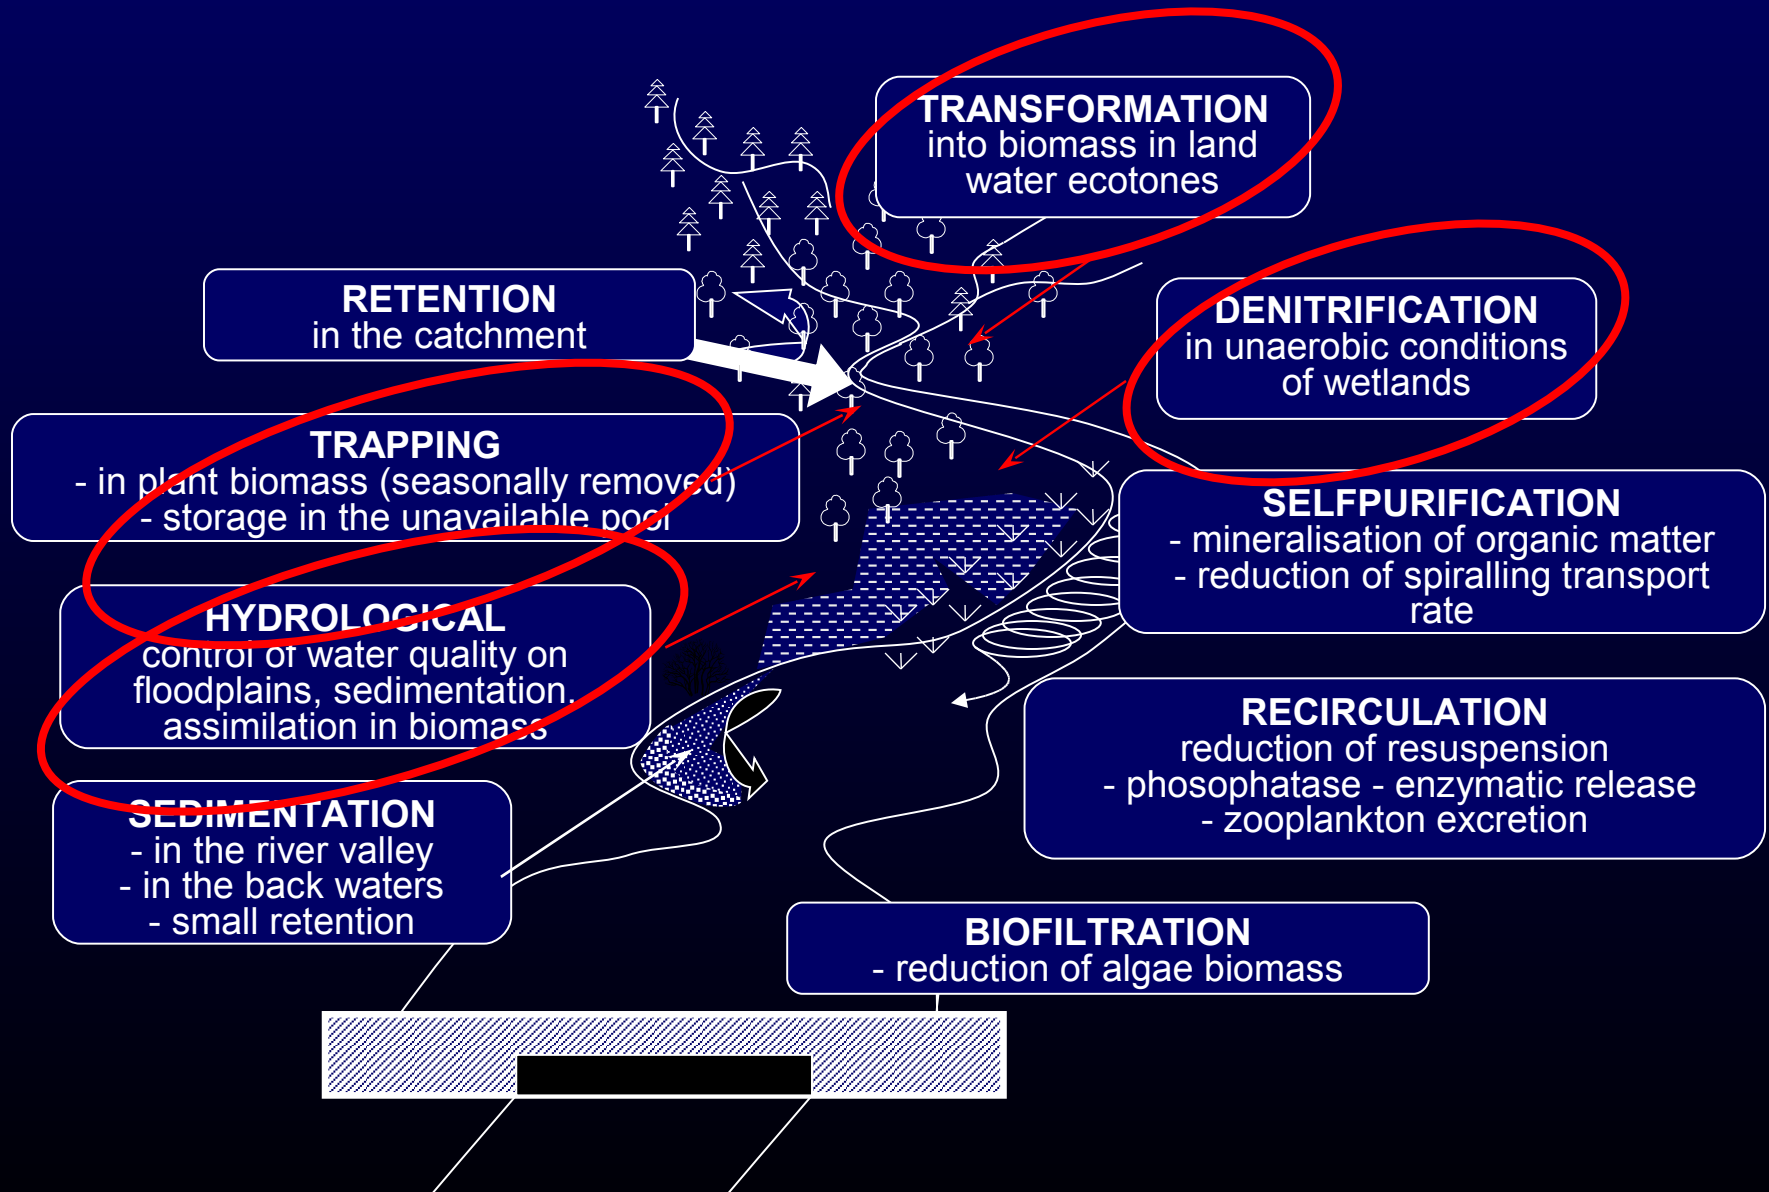 TRANSFORMATION
into biomass in land
water ecotones
RETENTION
in the catchment
DENITRIFICATION
in unaerobic conditions
of wetlands
TRAPPING
- in plant biomass (seasonally removed)
- storage in the unavailable pool
SELFPURIFICATION
- mineralisation of organic matter
- reduction of spiralling transport
rate
HYDROLOGICAL
control of water quality on
floodplains, sedimentation.
assimilation in biomass
RECIRCULATION
reduction of resuspension
- phosophatase - enzymatic release
- zooplankton excretion
SEDIMENTATION
- in the river valley
- in the back waters
- small retention
BIOFILTRATION
- reduction of algae biomass